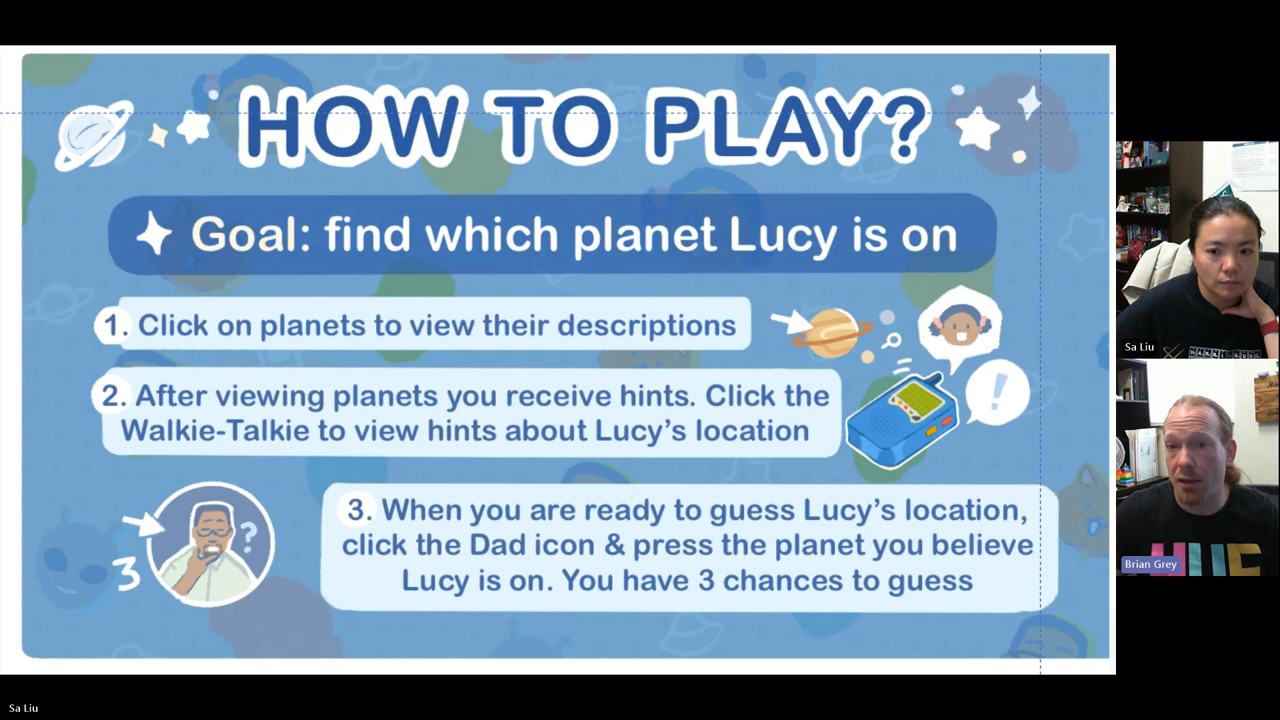 HOW TO PLAY?
Goal: find which planet Lucy is on
1. Click on planets to view their descriptions
2. After viewing planets you receive hints. Click the
Walkie-Talkie to view hints about Lucy's location
!
?
3
3. When you are ready to guess Lucy's location,
click the Dad icon & press the planet you believe
Lucy is on. You have 3 chances to guess
Sa Liu
Brian Grey
Sa Liu